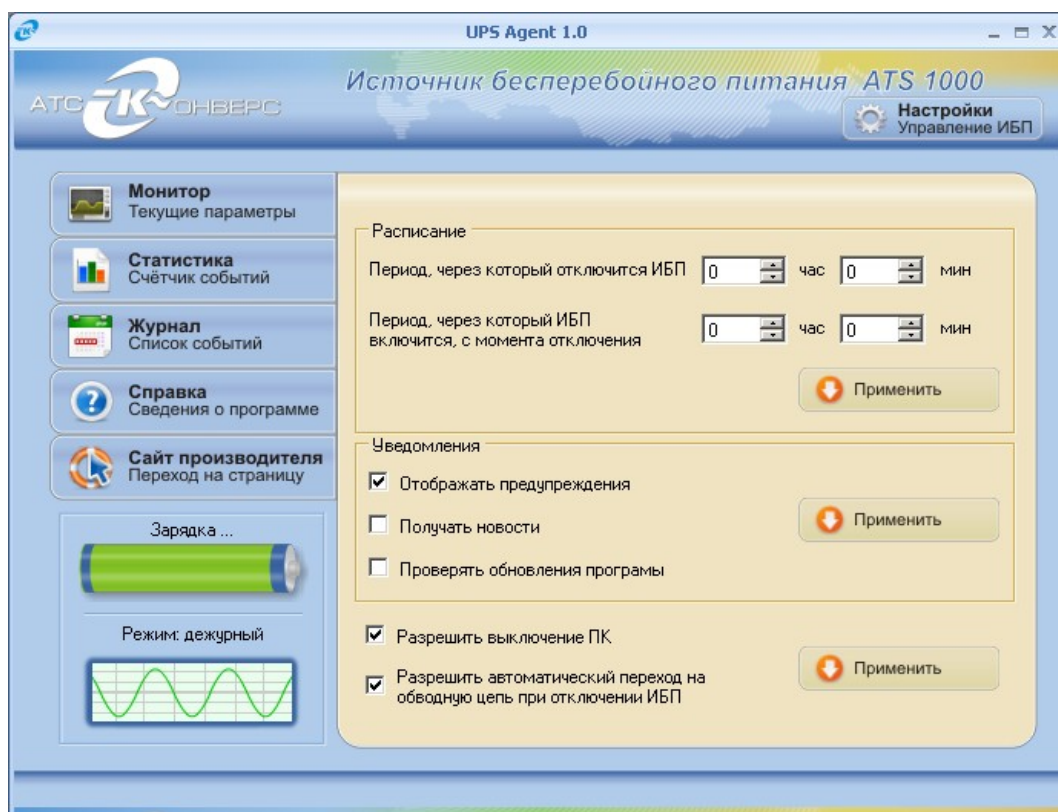 UPS Agent 1.0
АТС КОНВЕРС
Источник бесперебойного питания ATS 1000
Настройки
Управление ИБП
Монитор
Текущие параметры
Статистика
Счётчик событий
Журнал
Список событий
Справка
Сведения о программе
Сайт производителя
Переход на страницу
Зарядка ...
Режим: дежурный
Расписание
Период, через который отключится ИБП 0 час 0 мин
Период, через который ИБП
включится, с момента отключения 0 час 0 мин
Применить
Уведомления
Отображать предупреждения
Получать новости
Проверять обновления програмы
Применить
Разрешить выключение ПК
Разрешить автоматический переход на
обводную цепь при отключении ИБП
Применить